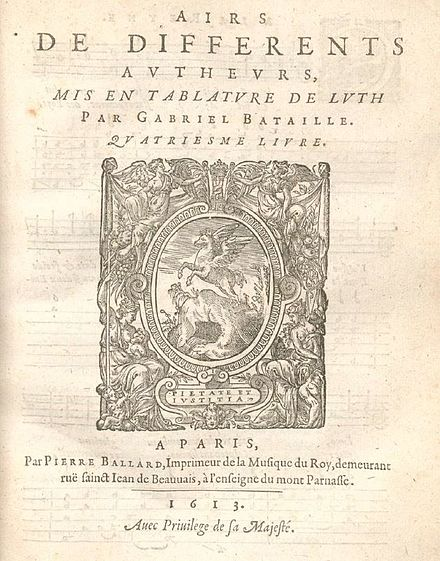 AIRS
DE DIFFERENTS
AVTHEVRS,
MIS EN TABLATVRE DE LVTH
PAR GABRIEL BATAILLE.
QVATRIESME LIVRE.
PIETATE ET
IVSTITIA
A PARIS,
Par PIERRE BALLARD, Imprimeur de la Musique du Roy, demeurant
ruë sainct Iean de Beauuais, à l'enseigne du mont Parnasse.
1613.
Auec Priuilege de sa Majesté.